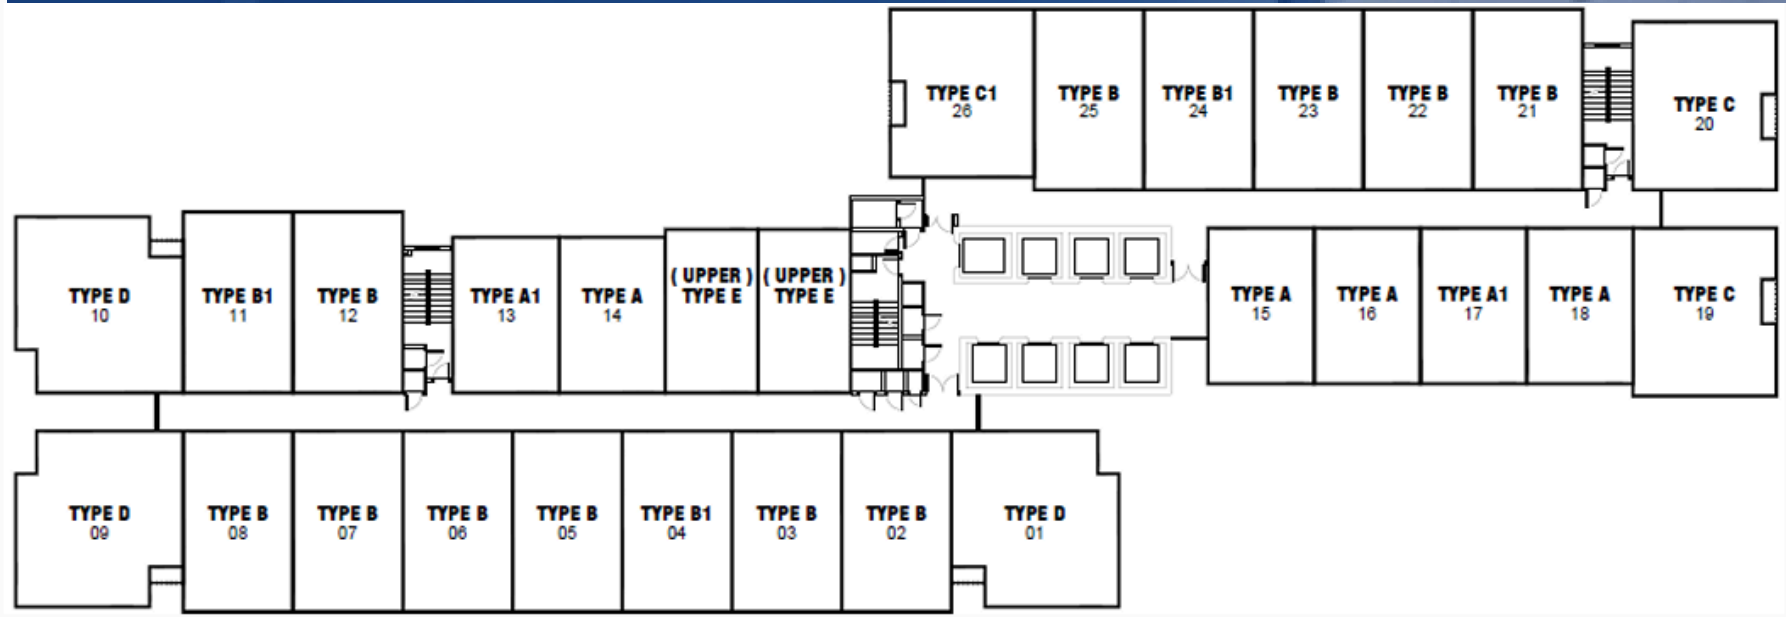 TYPE C1
26
TYPE B
25
TYPE B1
24
TYPE B
23
TYPE B
22
TYPE B
21
TYPE C
20
TYPE D
10
TYPE B1
11
TYPE B
12
TYPE A1
13
TYPE A
14
( UPPER )
TYPE E
( UPPER )
TYPE E
TYPE A
15
TYPE A
16
TYPE A1
17
TYPE A
18
TYPE C
19
TYPE D
09
TYPE B
08
TYPE B
07
TYPE B
06
TYPE B
05
TYPE B1
04
TYPE B
03
TYPE B
02
TYPE D
01